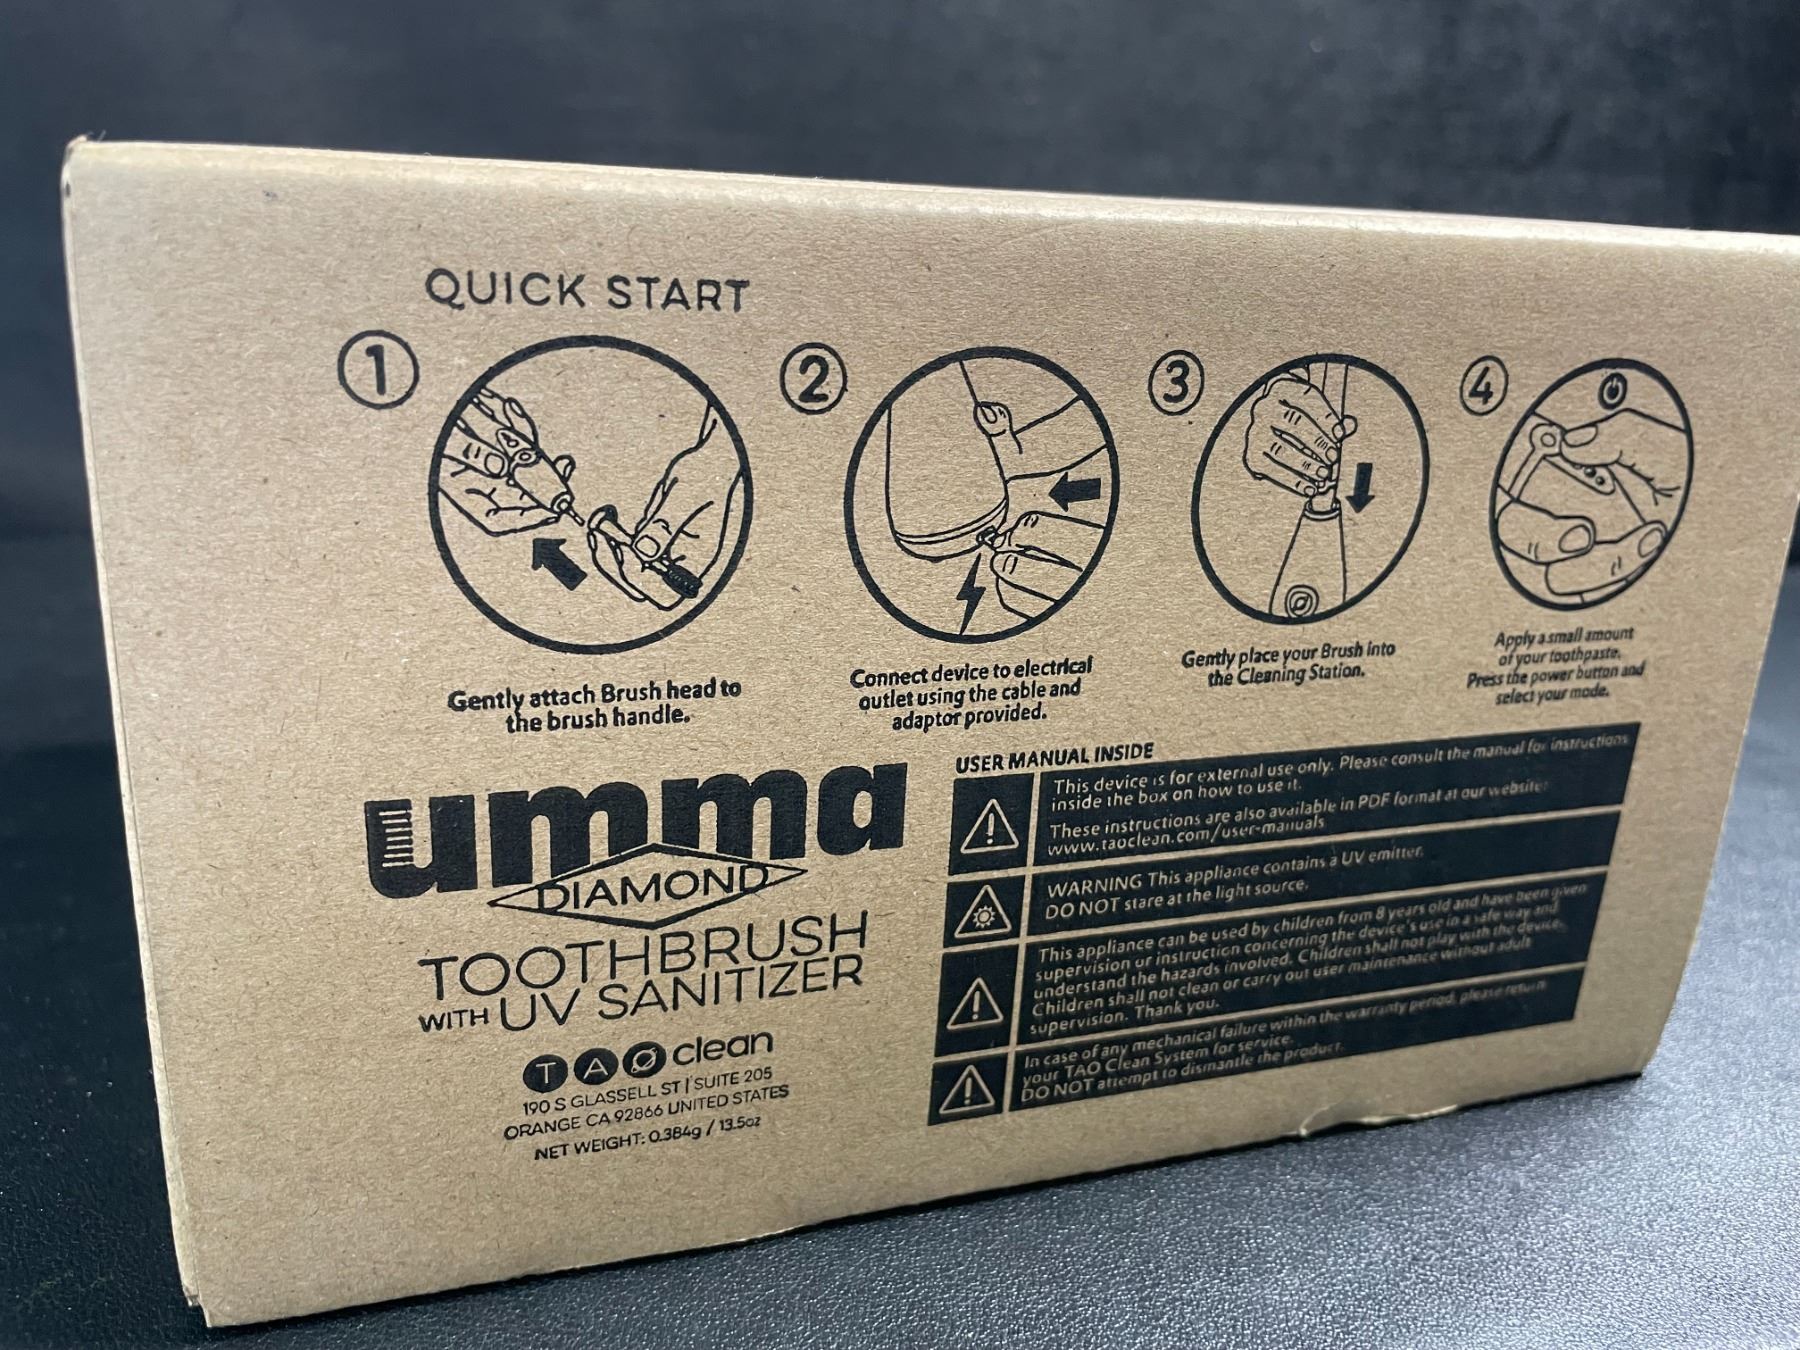 QUICK START
1
2
3
4
Gently attach Brush head to
the brush handle.
Connect device to electrical
outlet using the cable and
adaptor provided.
Gently place your Brush into
the Cleaning Station.
Apply a small amount
of your toothpaste.
Press the power button and
select your mode.
umma
DIAMOND
TOOTHBRUSH
WITH UV SANITIZER
TAO clean
190 S GLASSELL ST | SUITE 205
ORANGE CA 92866 UNITED STATES
NET WEIGHT: 0.384g / 13.5oz
USER MANUAL INSIDE
This device is for external use only. Please consult the manual for instructions
inside the box on how to use it.
These instructions are also available in PDF format at our website:
www.taoclean.com/user-manuals
WARNING This appliance contains a UV emitter.
DO NOT stare at the light source.
This appliance can be used by children from 8 years old and have been given
supervision or instruction concerning the device's use in a safe way and
understand the hazards involved. Children shall not play with the device.
Children shall not clean or carry out user maintenance without adult
supervision. Thank you.
In case of any mechanical failure within the warranty period, please return
your TAO Clean System for service.
DO NOT attempt to dismantle the product.